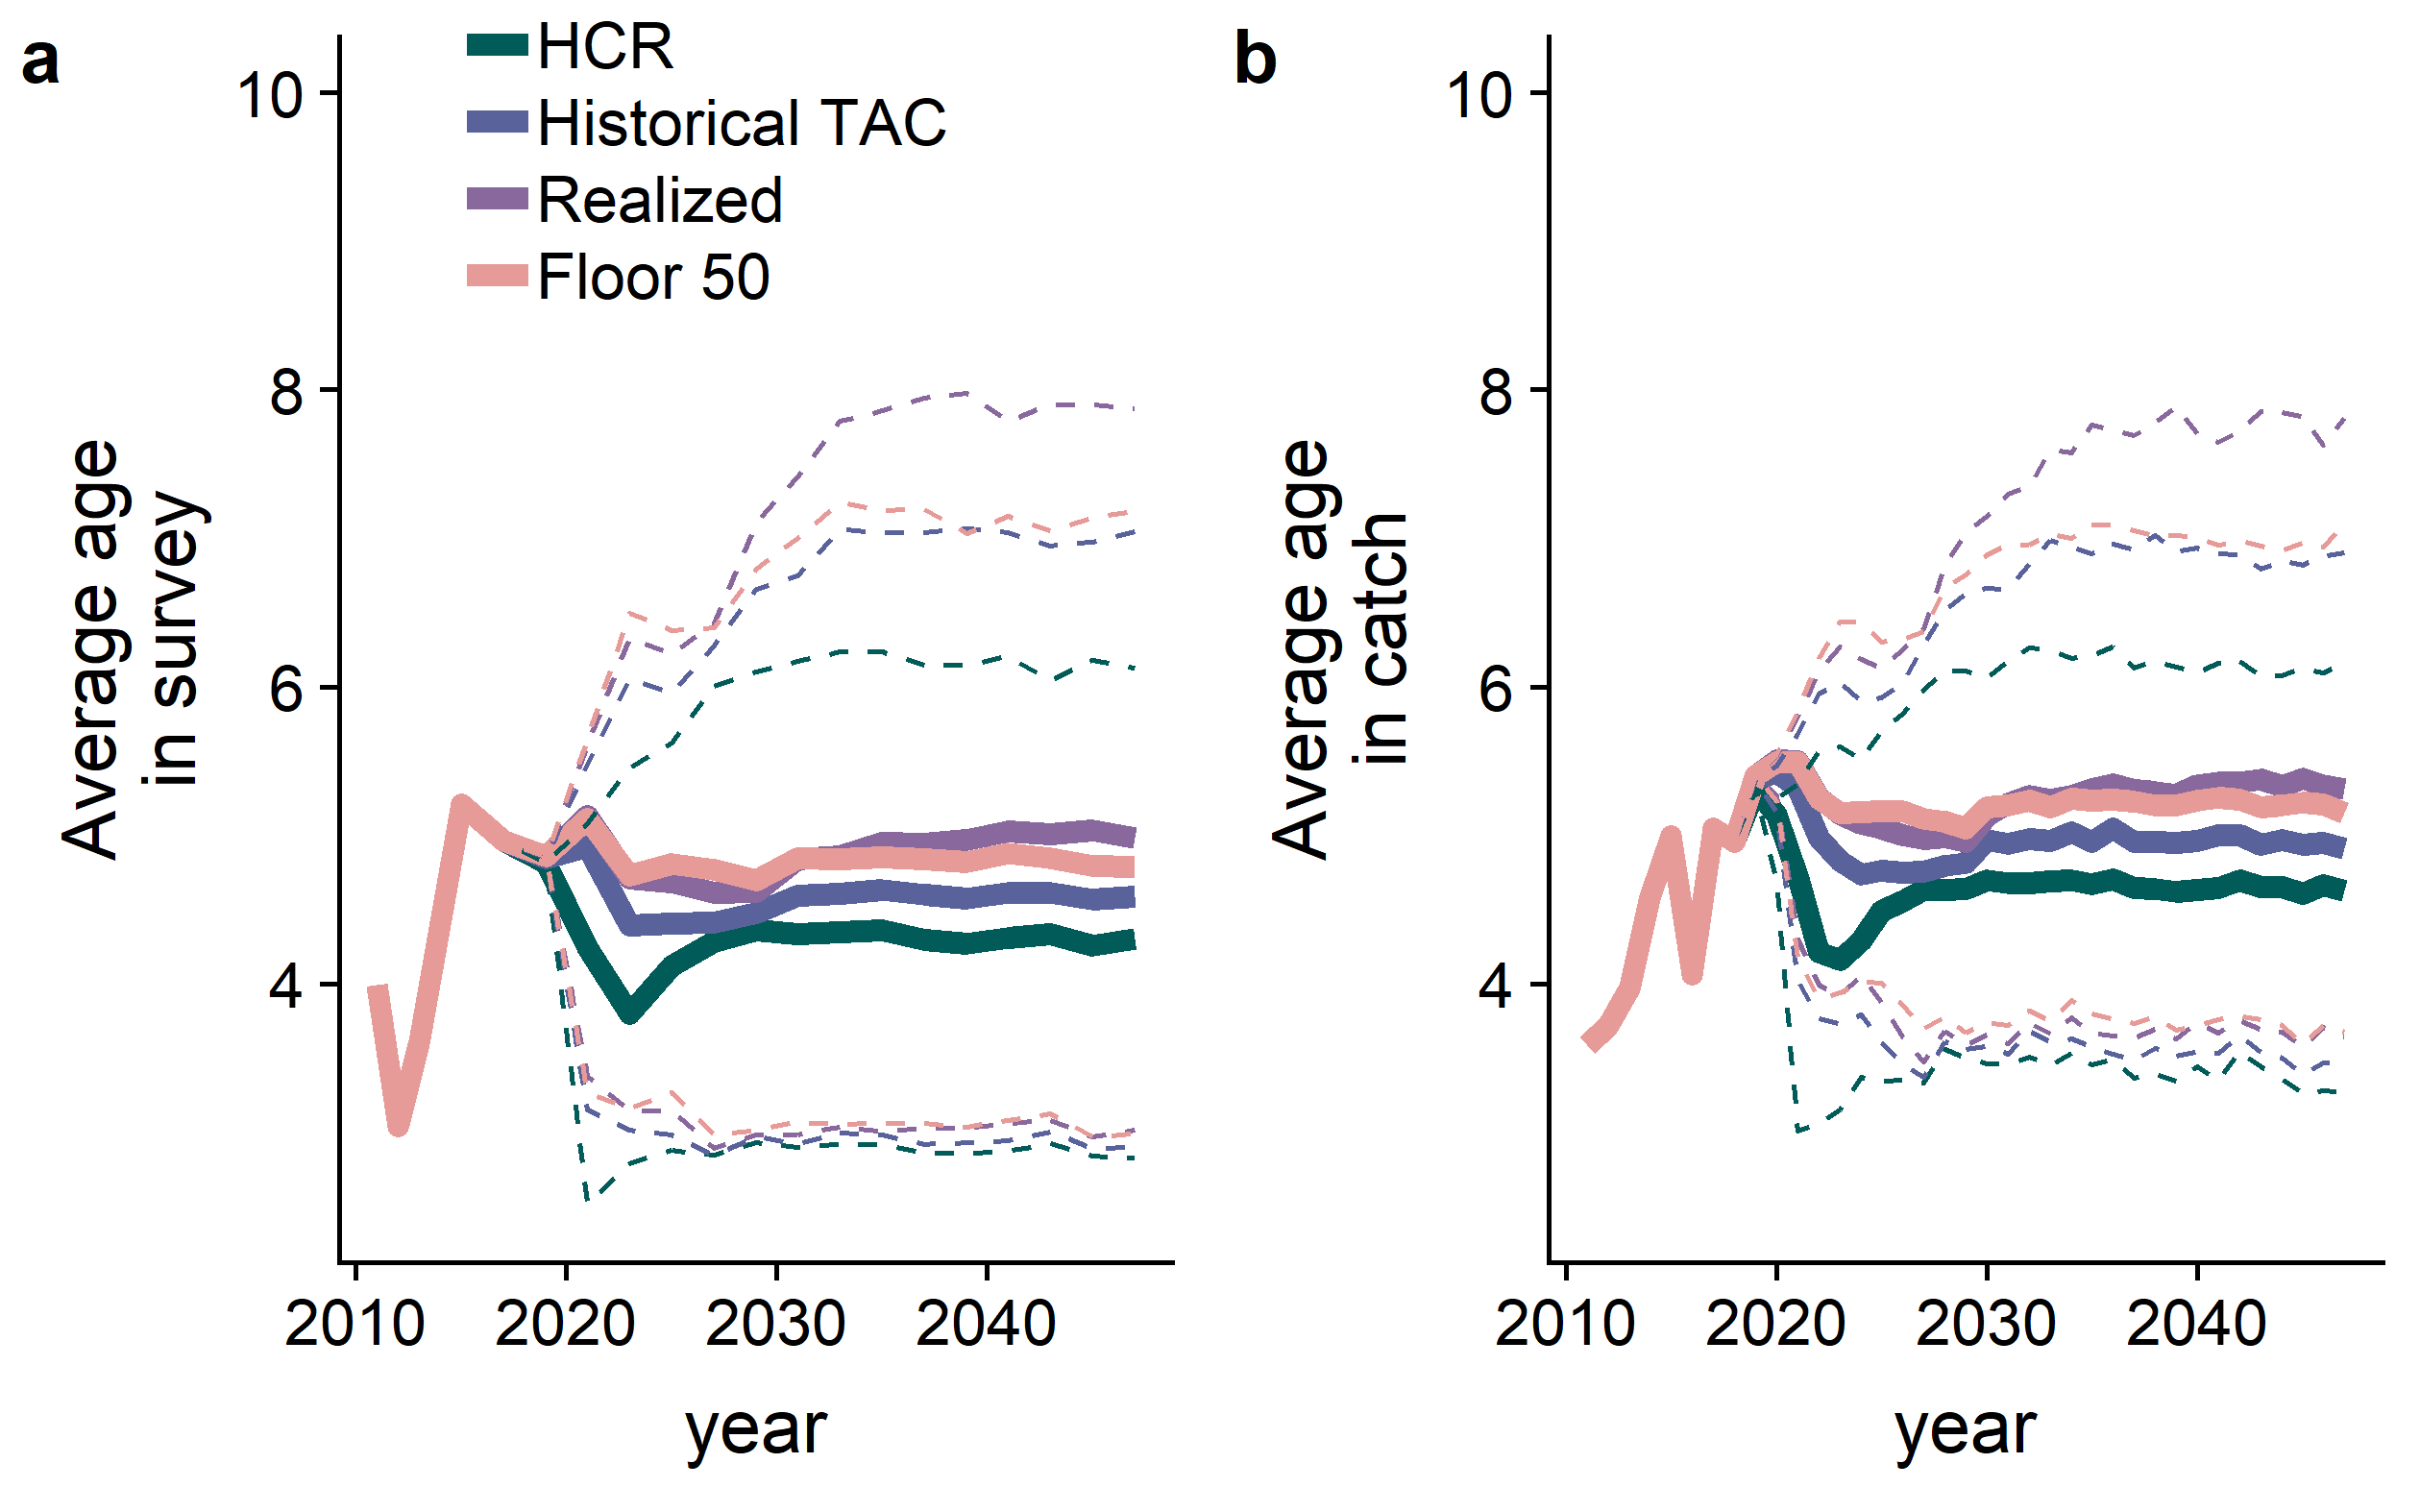 a
HCR
Historical TAC
Realized
Floor 50
10
8
6
4
Average age
in survey
2010
2020
2030
2040
year
b
10
8
6
4
Average age
in catch
2010
2020
2030
2040
year